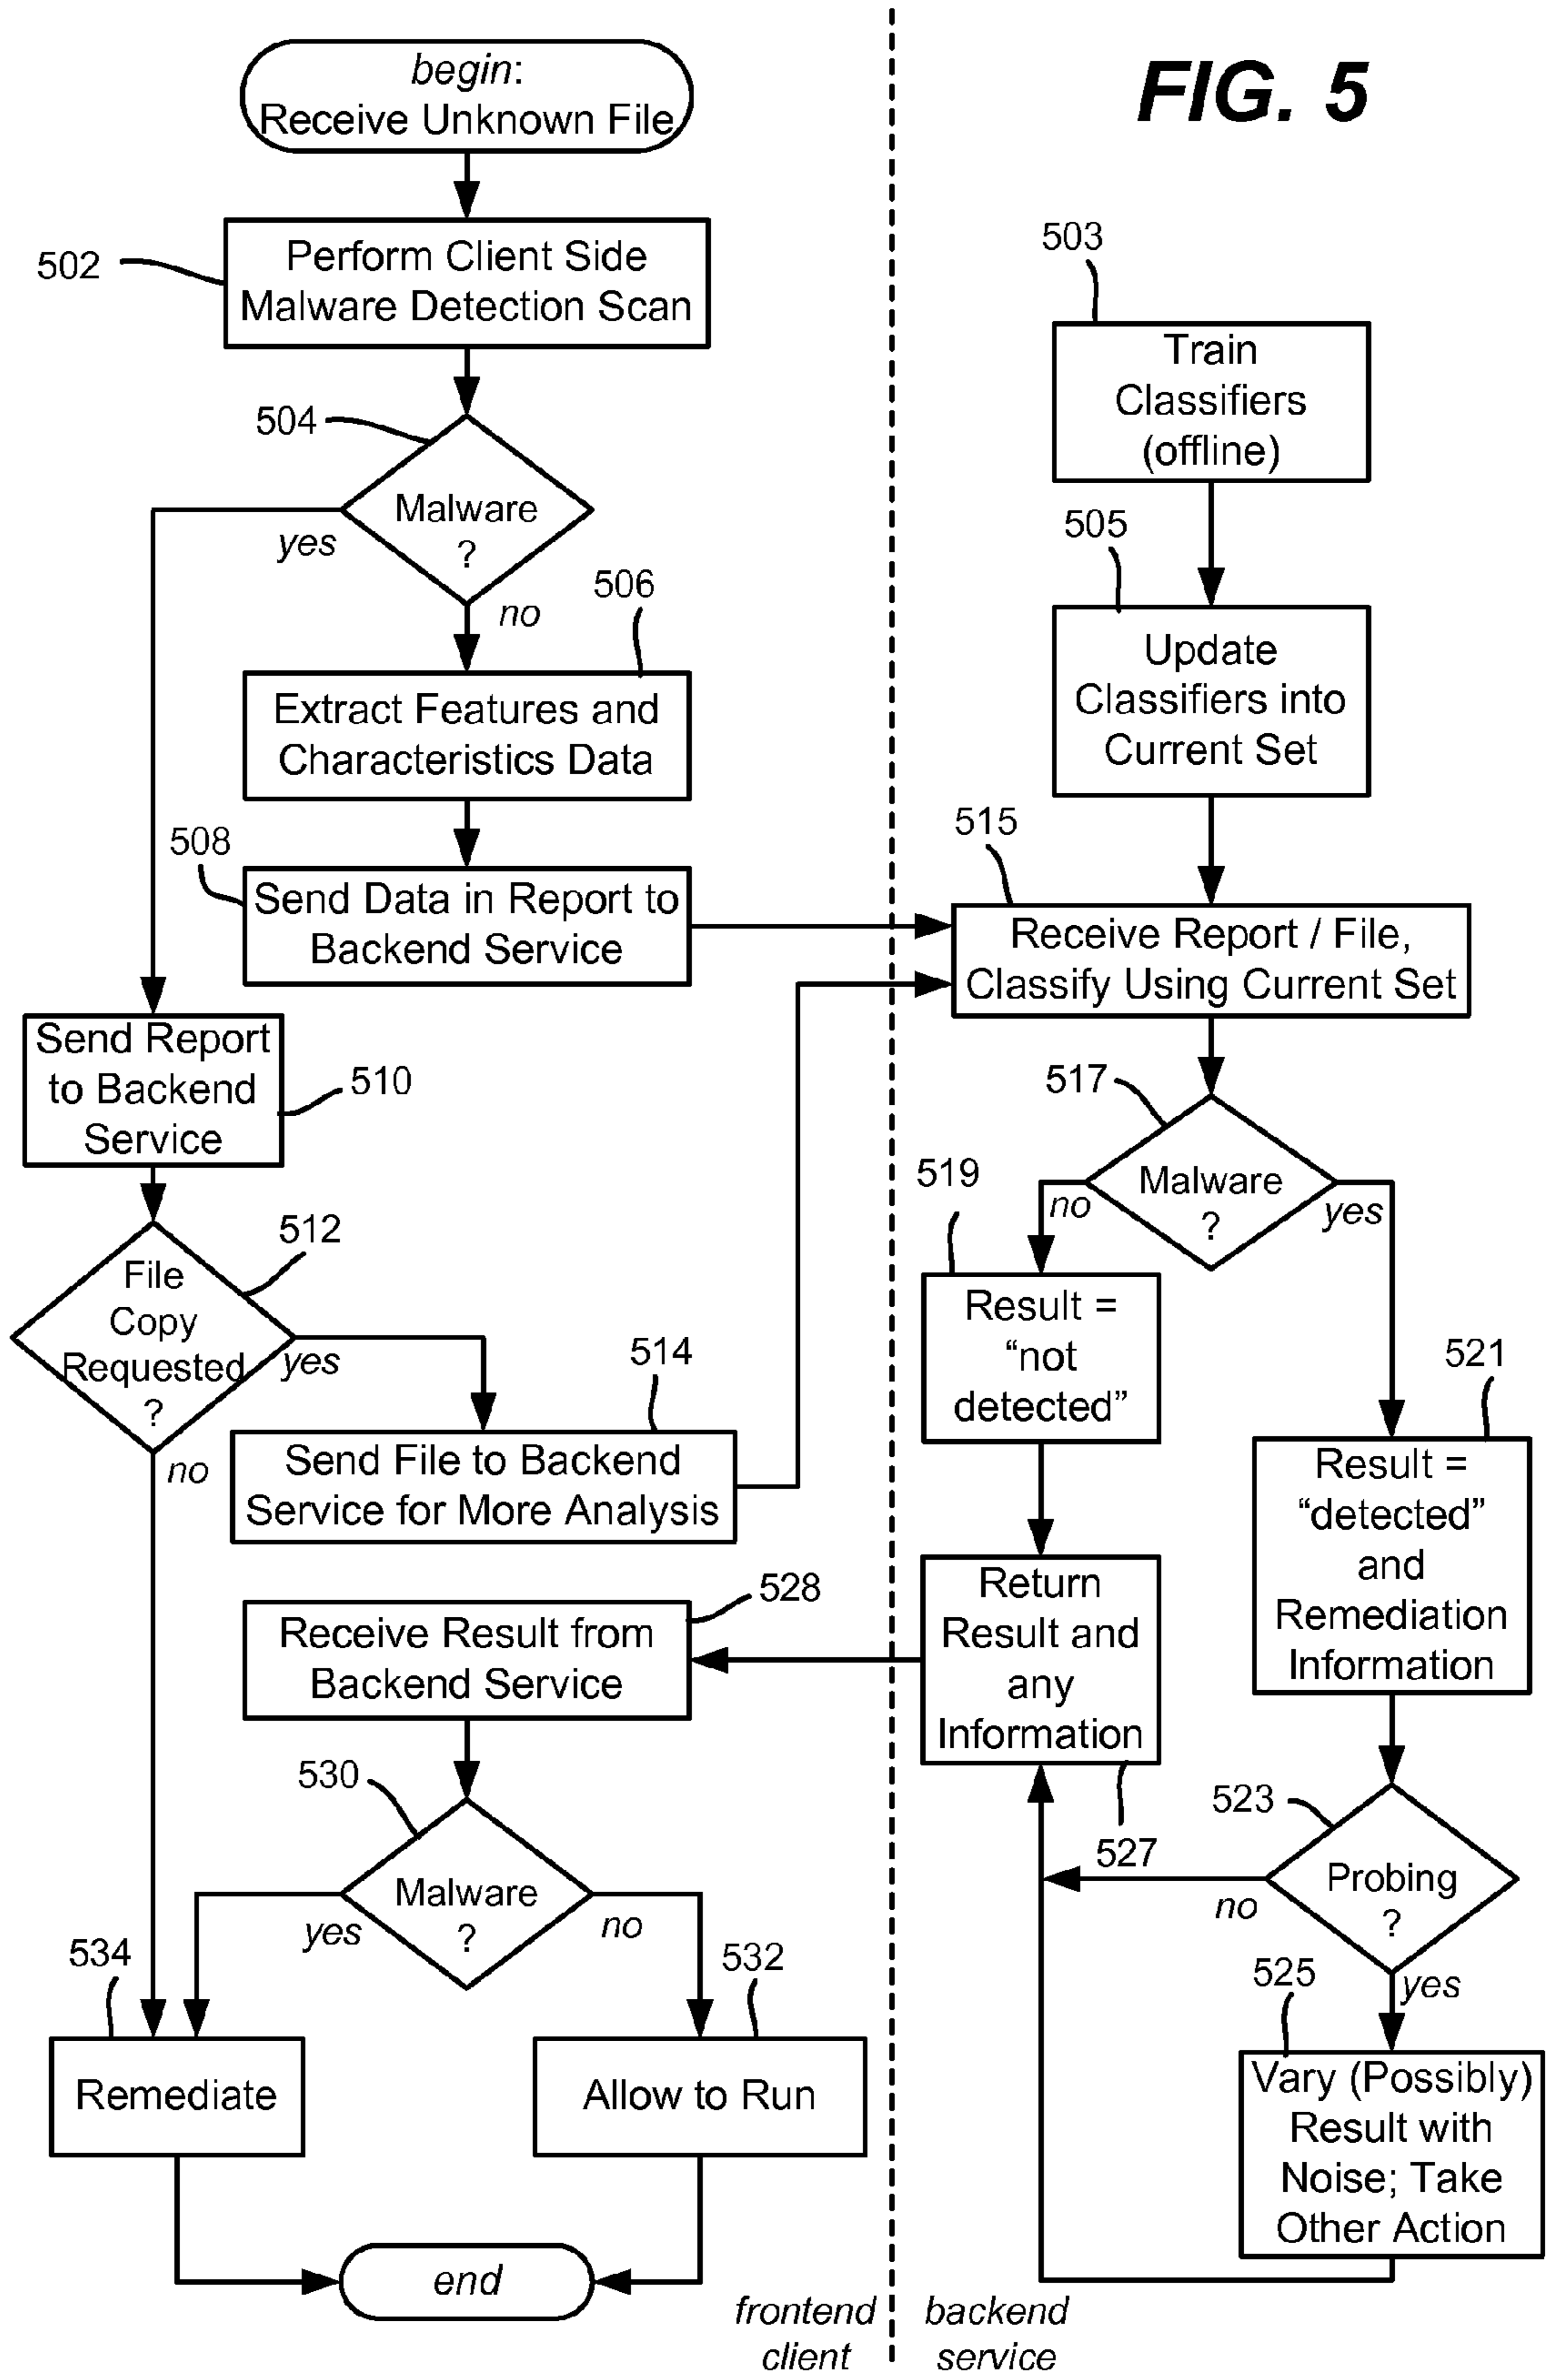 FIG. 5
begin:
Receive Unknown File
502
Perform Client Side
Malware Detection Scan
504
Malware
?
yes
no
506
Extract Features and
Characteristics Data
508
Send Data in Report to
Backend Service
Send Report
to Backend
Service
510
512
File
Copy
Requested
?
yes
no
514
Send File to Backend
Service for More Analysis
528
Receive Result from
Backend Service
530
Malware
?
yes
no
534
Remediate
532
Allow to Run
end
frontend
client
503
Train
Classifiers
(offline)
505
Update
Classifiers into
Current Set
515
Receive Report / File,
Classify Using Current Set
517
Malware
?
no
yes
519
Result =
“not
detected”
521
Result =
“detected”
and
Remediation
Information
Return
Result and
any
Information
527
523
Probing
?
no
yes
525
Vary (Possibly)
Result with
Noise; Take
Other Action
backend
service